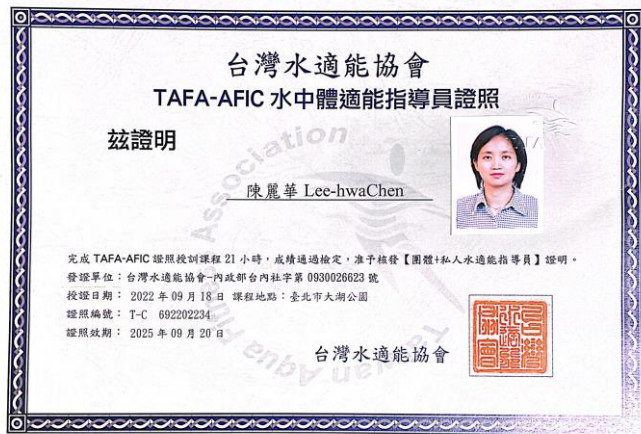 台灣水適能協會
TAFA-AFIC 水中體適能指導員證照
茲證明
陳麗華 Lee-hwaChen
完成 TAFA-AFIC 證照授訓課程 21 小時，成績通過檢定，准予核發【團體+私人水適能指導員】證明。
發證單位：台灣水適能協會-內政部台內社字第 0930026623 號
授證日期： 2022 年 09 月 18 日 課程地點：臺北市大湖公園
證照編號： T-C 692202234
證照效期： 2025 年 09 月 20 日
台灣水適能協會
Taiwan Aqua Fitness Association